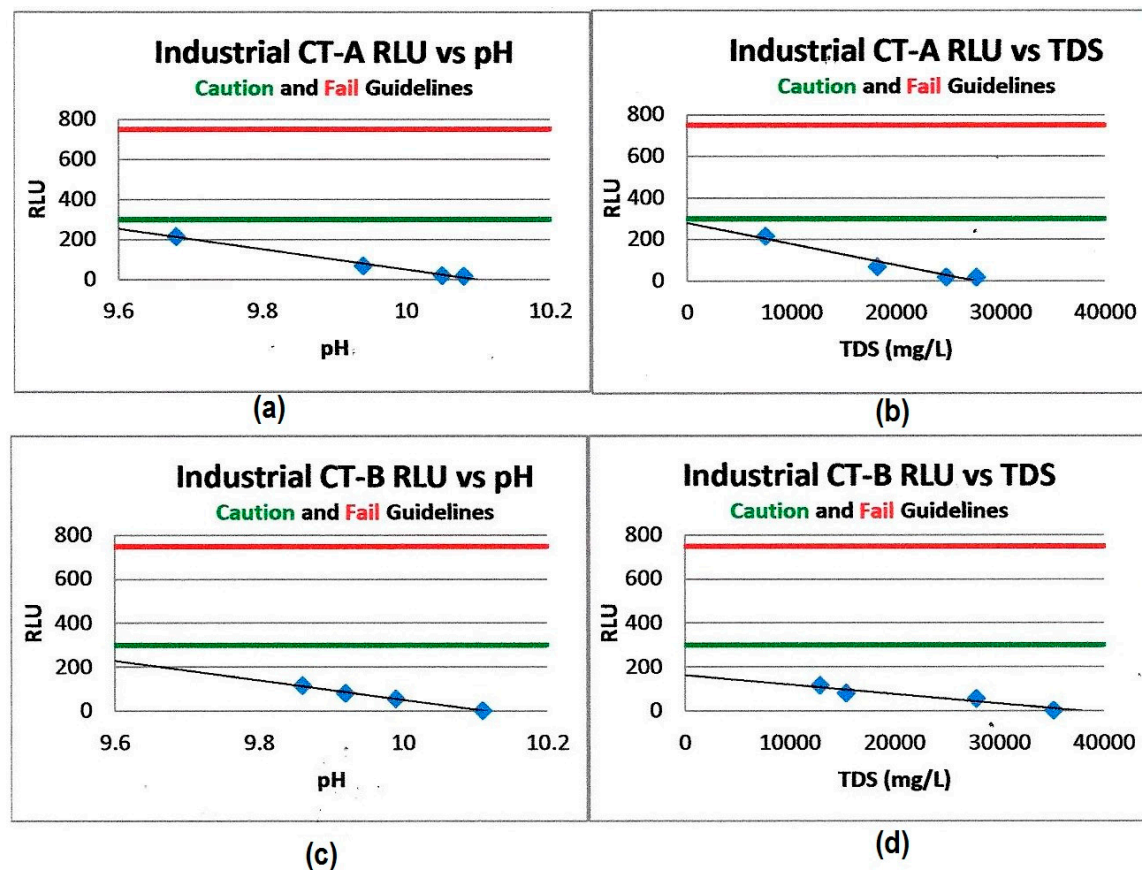 Industrial CT-A RLU vs pH
Caution and Fail Guidelines
800
600
400
200
0
RLU
9.6 9.8 10 10.2
pH
(a)
Industrial CT-A RLU vs TDS
Caution and Fail Guidelines
800
600
400
200
0
RLU
0 10000 20000 30000 40000
TDS (mg/L)
(b)
Industrial CT-B RLU vs pH
Caution and Fail Guidelines
800
600
400
200
0
RLU
9.6 9.8 10 10.2
pH
(c)
Industrial CT-B RLU vs TDS
Caution and Fail Guidelines
800
600
400
200
0
RLU
0 10000 20000 30000 40000
TDS (mg/L)
(d)